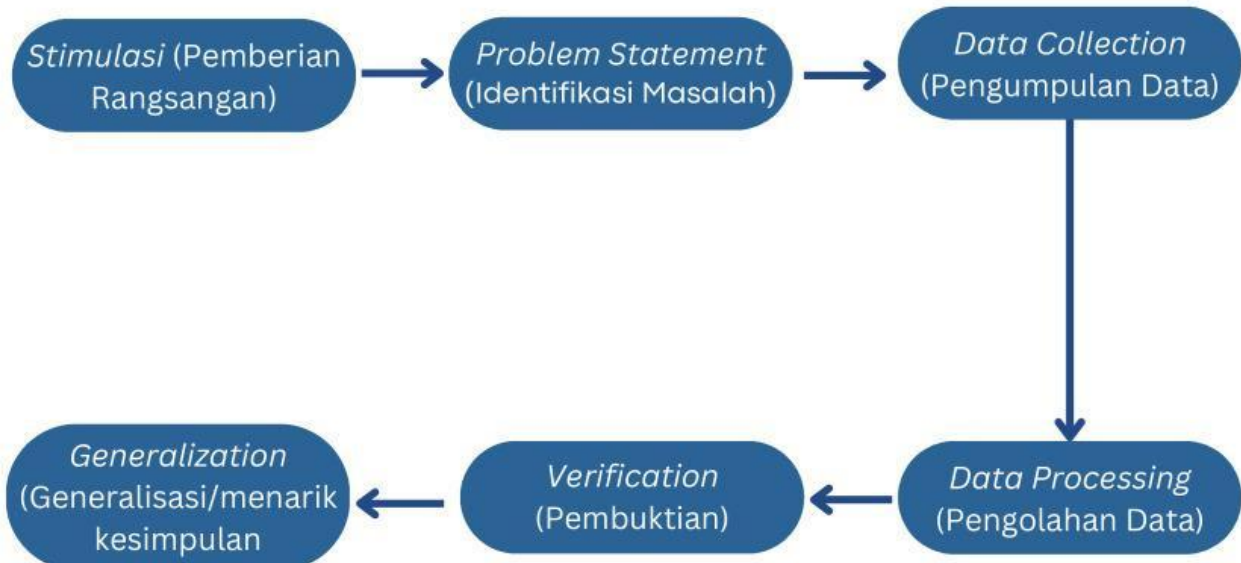 Stimulasi (Pemberian
Rangsangan)
Problem Statement
(Identifikasi Masalah)
Data Collection
(Pengumpulan Data)
Data Processing
(Pengolahan Data)
Verification
(Pembuktian)
Generalization
(Generalisasi/menarik
kesimpulan